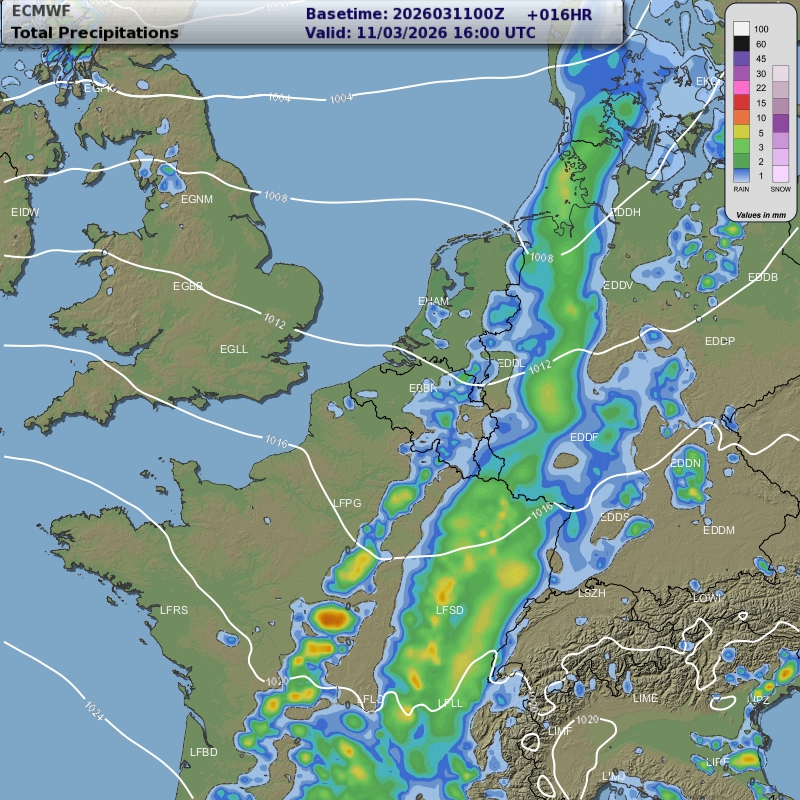 ECMWF
Basetime: 2026031100Z +016HR
Total Precipitations
Valid: 11/03/2026 16:00 UTC
100
60
45
30
22
15
10
5
3
2
1
RAIN SNOW
Values in mm
1004
1004
1008
EGNM
EIDW
1008
EDDH
EDDV
EDDB
EGBB
EHAM
1012
EGLL
EDDP
EDDL
1012
EBBR
1016
EDDF
EDDN
LFPG
1016
EDDS
EDDM
LSZH
LOWI
LFRS
LFSD
1020
LFLL
LIME
LIPZ
1024
1020
LIMF
LFBD